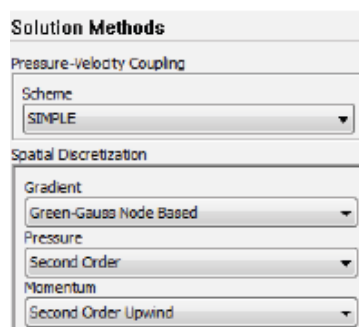 Solution Methods
Pressure-Velocity Coupling
Scheme
SIMPLE
Spatial Discretization
Gradient
Green-Gauss Node Based
Pressure
Second Order
Momentum
Second Order Upwind